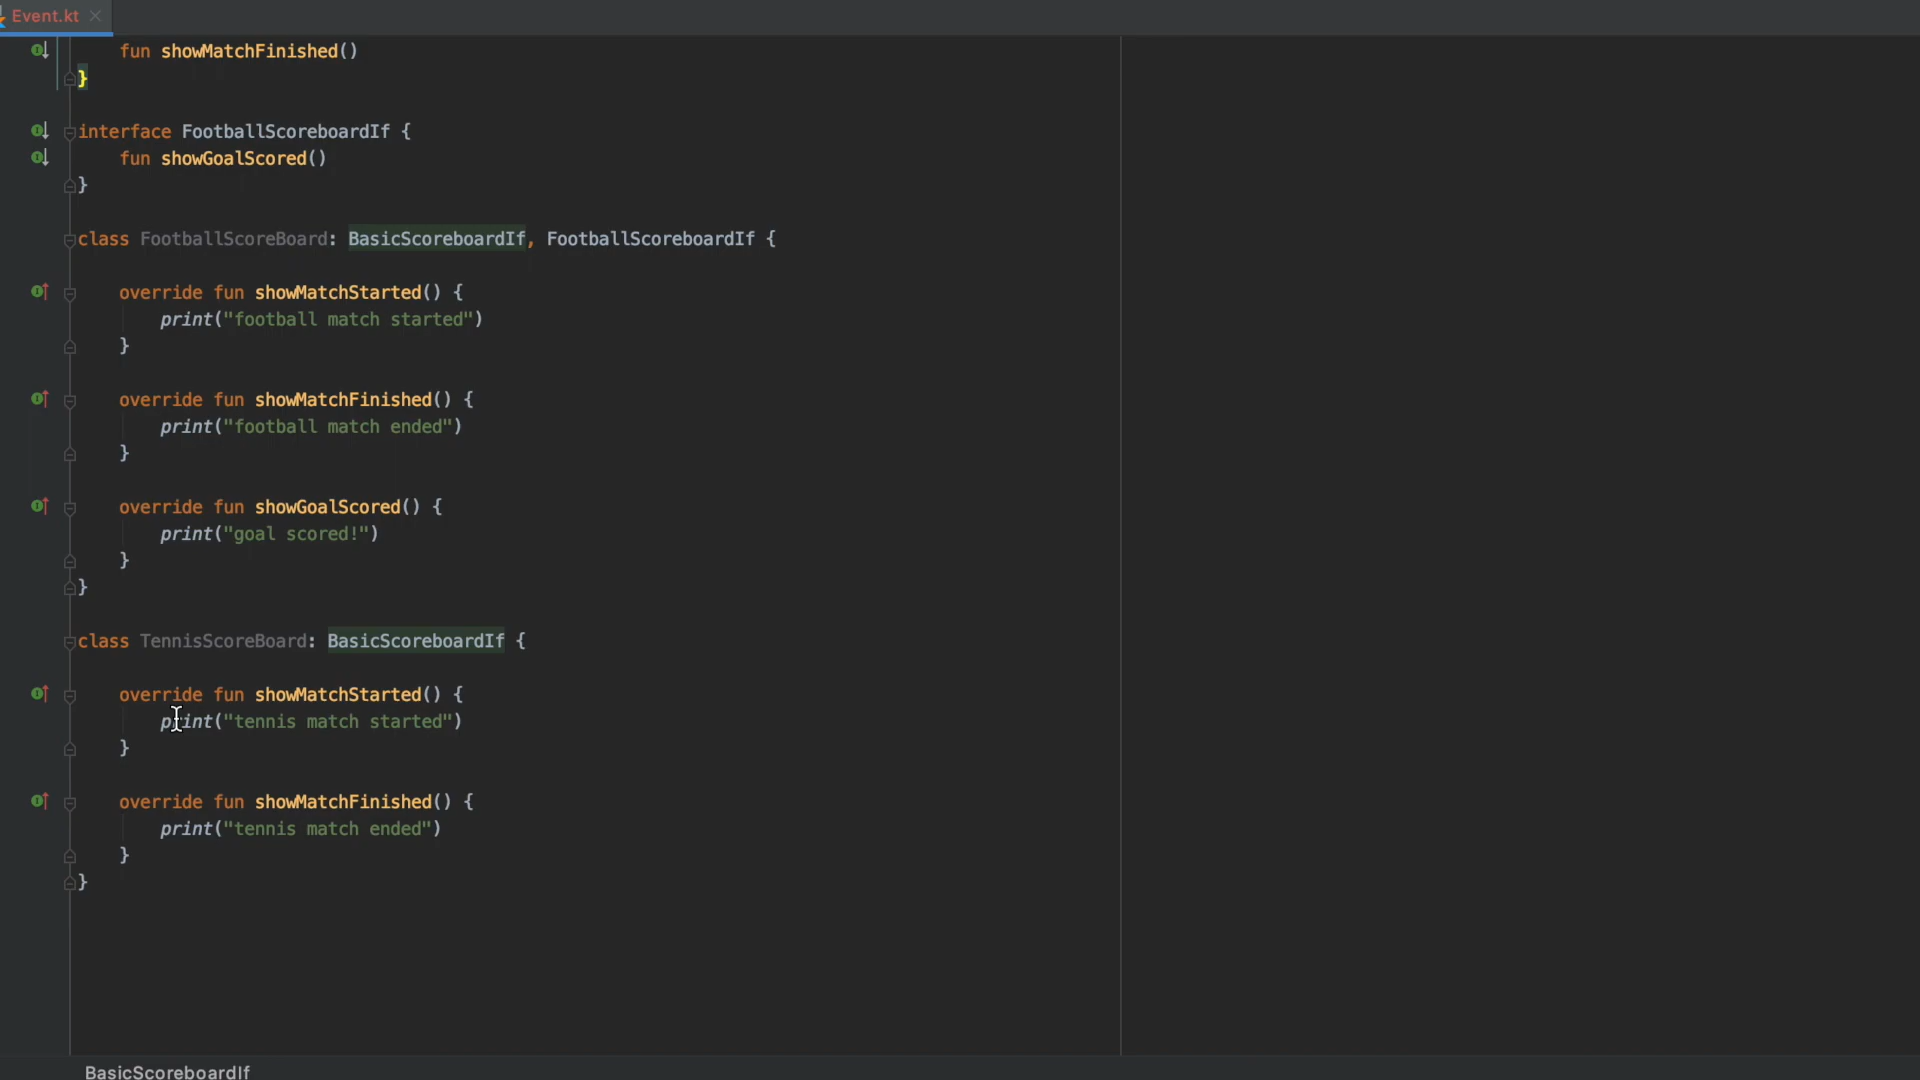 Event.kt
fun showMatchFinished()
}
interface FootballScoreboardIf {
fun showGoalScored()
}
class FootballScoreBoard: BasicScoreboardIf, FootballScoreboardIf {
override fun showMatchStarted() {
print("football match started")
}
override fun showMatchFinished() {
print("football match ended")
}
override fun showGoalScored() {
print("goal scored!")
}
}
class TennisScoreBoard: BasicScoreboardIf {
override fun showMatchStarted() {
print("tennis match started")
}
override fun showMatchFinished() {
print("tennis match ended")
}
}
BasicScoreboardIf